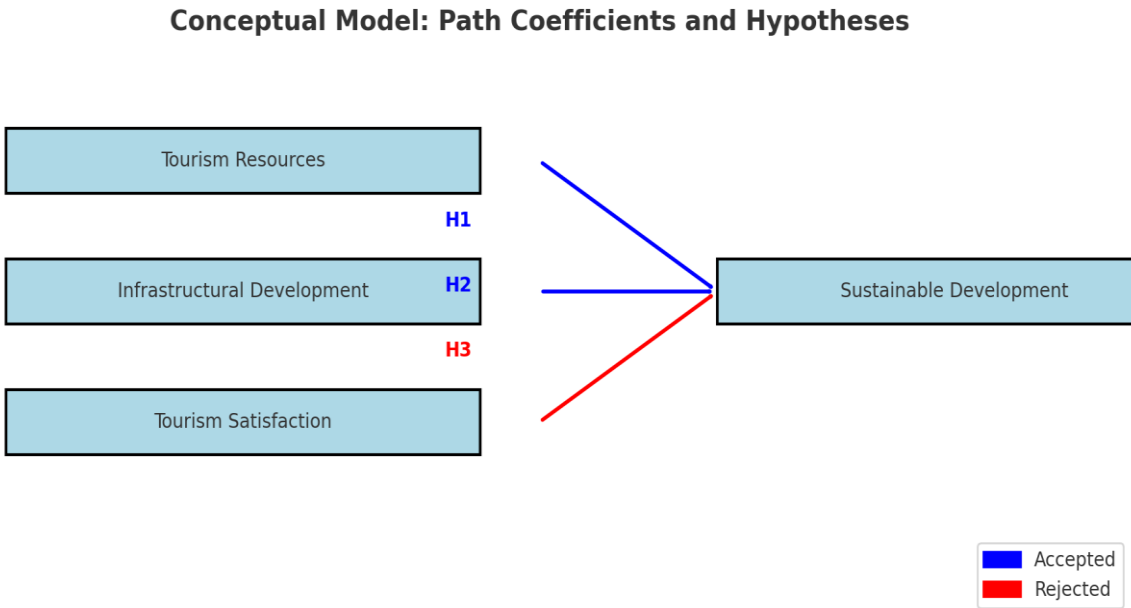 Conceptual Model: Path Coefficients and Hypotheses
Tourism Resources
H1
Infrastructural Development
H2
Sustainable Development
H3
Tourism Satisfaction
Accepted
Rejected